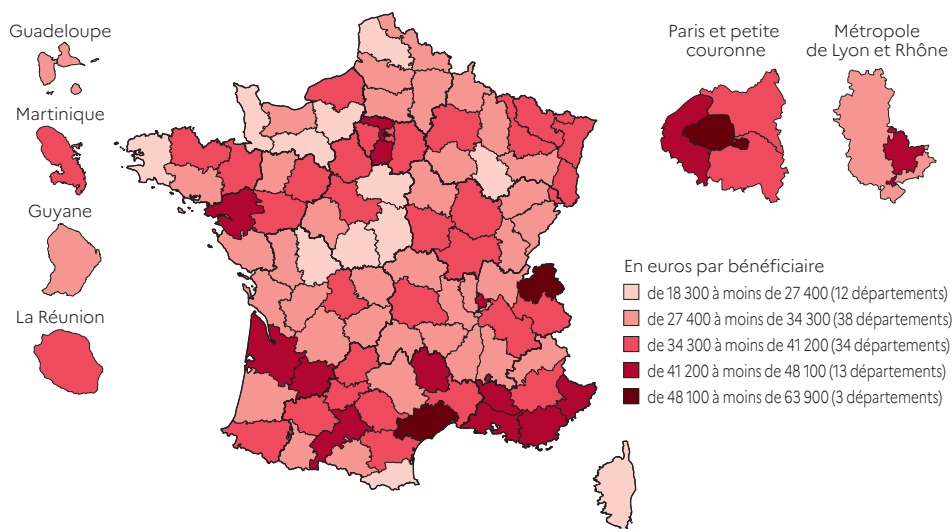 Guadeloupe
Martinique
Guyane
La Réunion
Paris et petite
couronne
Métropole
de Lyon et Rhône
En euros par bénéficiaire
de 18 300 à moins de 27 400 (12 départements)
de 27 400 à moins de 34 300 (38 départements)
de 34 300 à moins de 41 200 (34 départements)
de 41 200 à moins de 48 100 (13 départements)
de 48 100 à moins de 63 900 (3 départements)